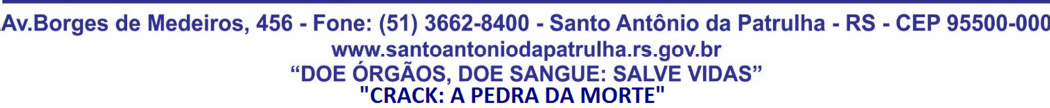 Av.Borges de Medeiros, 456 - Fone: (51) 3662-8400 - Santo Antônio da Patrulha - RS - CEP 95500-000
www.santoantoniodapatrulha.rs.gov.br
“DOE ÓRGÃOS, DOE SANGUE: SALVE VIDAS”
"CRACK: A PEDRA DA MORTE"